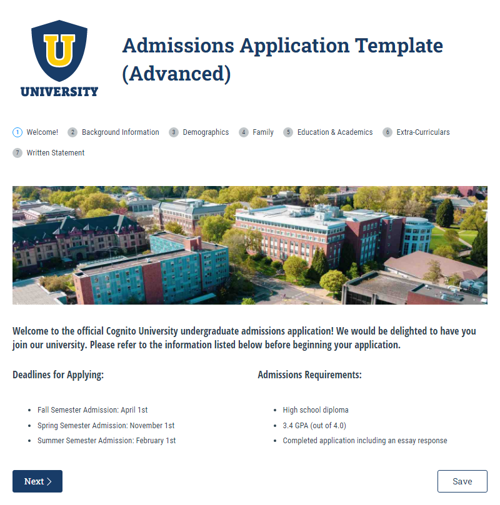 U
UNIVERSITY
Admissions Application Template
(Advanced)
1 Welcome! 2 Background Information 3 Demographics 4 Family 5 Education & Academics 6 Extra-Curriculars
7 Written Statement
Welcome to the official Cognito University undergraduate admissions application! We would be delighted to have you
join our university. Please refer to the information listed below before beginning your application.
Deadlines for Applying:
• Fall Semester Admission: April 1st
• Spring Semester Admission: November 1st
• Summer Semester Admission: February 1st
Admissions Requirements:
• High school diploma
• 3.4 GPA (out of 4.0)
• Completed application including an essay response
Next >
Save